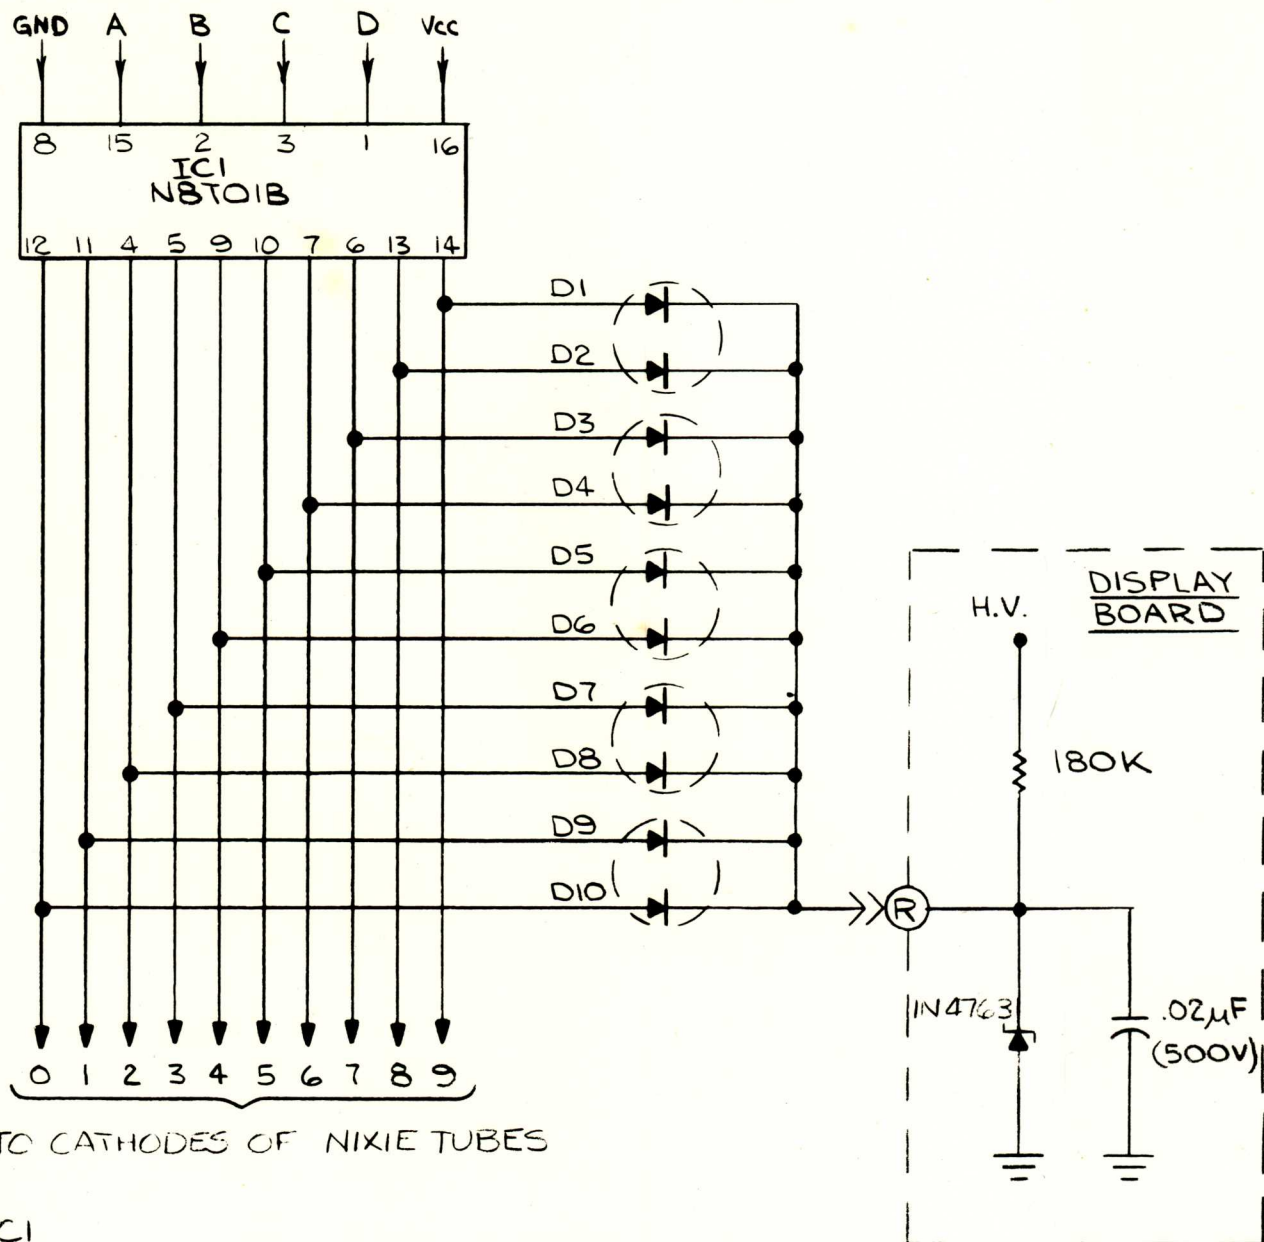 GND A B C D Vcc
8 15 2 3 1 16
IC1
N8T01B
12 11 4 5 9 10 7 6 13 14
D1
D2
D3
D4
D5
D6
D7
D8
D9
D10
DISPLAY
BOARD
H.V.
180K
R
1N4763
.02µF
(500V)
0 1 2 3 4 5 6 7 8 9
TO CATHODES OF NIXIE TUBES
C1